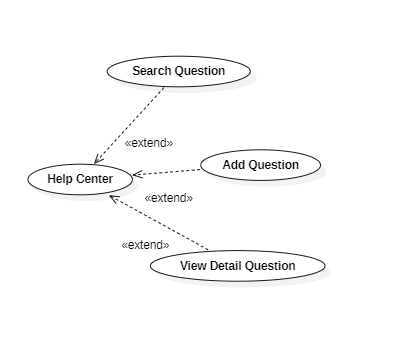 Search Question
«extend»
Add Question
Help Center
«extend»
«extend»
View Detail Question